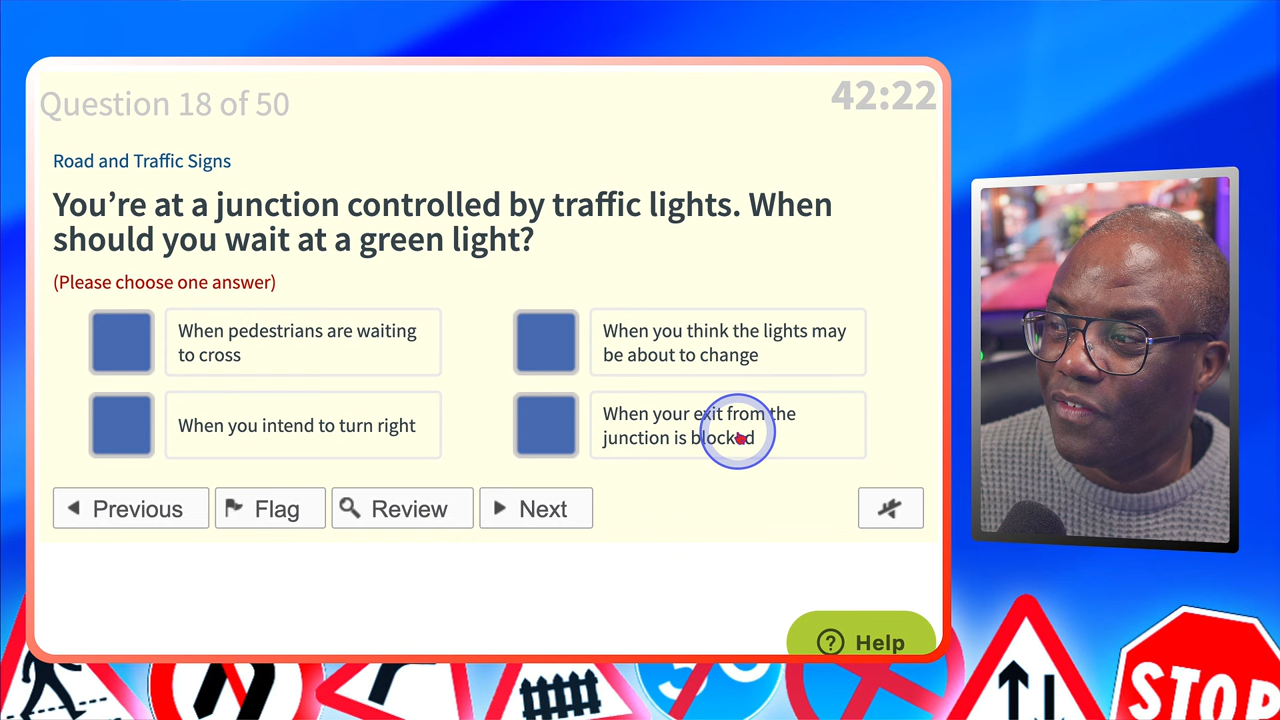 Question 18 of 50
42:22
Road and Traffic Signs
You're at a junction controlled by traffic lights. When
should you wait at a green light?
(Please choose one answer)
When pedestrians are waiting
to cross
When you think the lights may
be about to change
When you intend to turn right
When your exit from the
junction is blocked
Previous
Flag
Review
Next
Help
STOP